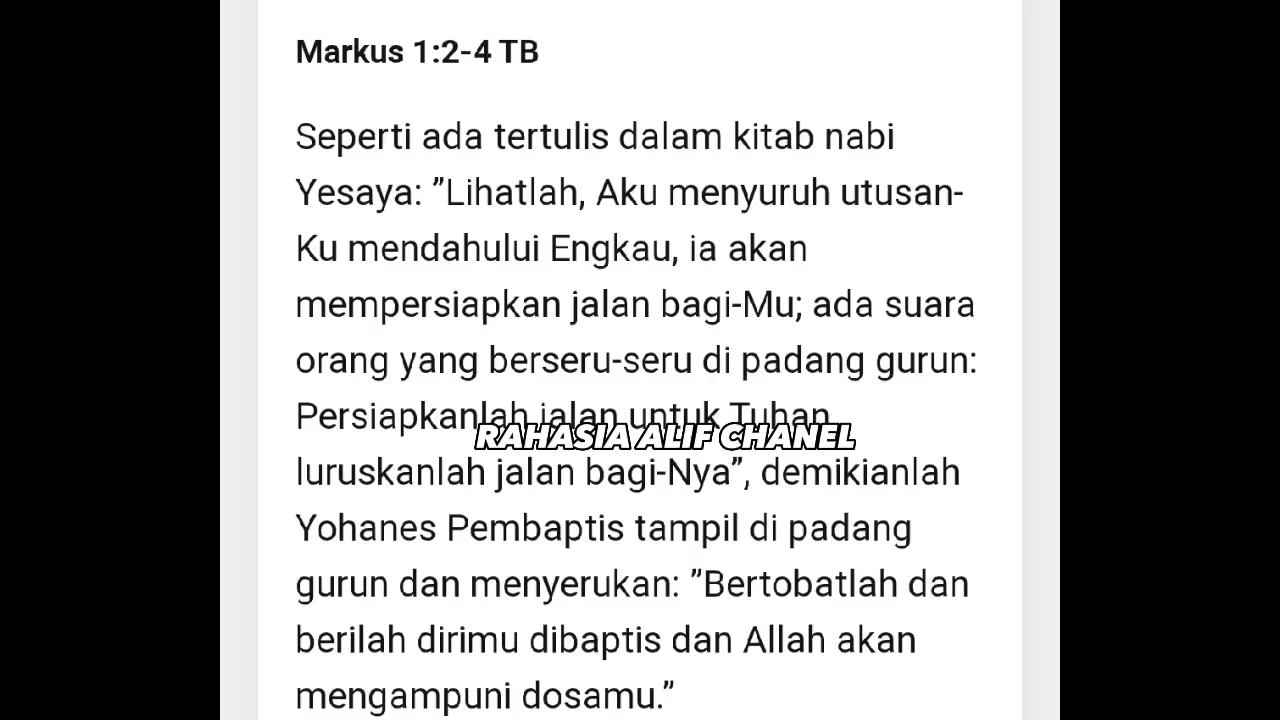 Markus 1:2-4 TB
Seperti ada tertulis dalam kitab nabi
Yesaya: ”Lihatlah, Aku menyuruh utusan-
Ku mendahului Engkau, ia akan
mempersiapkan jalan bagi-Mu; ada suara
orang yang berseru-seru di padang gurun:
Persiapkanlah jalan untuk Tuhan,
RAHASIA ALIF CHANEL
luruskanlah jalan bagi-Nya”, demikianlah
Yohanes Pembaptis tampil di padang
gurun dan menyerukan: ”Bertobatlah dan
berilah dirimu dibaptis dan Allah akan
mengampuni dosamu.”